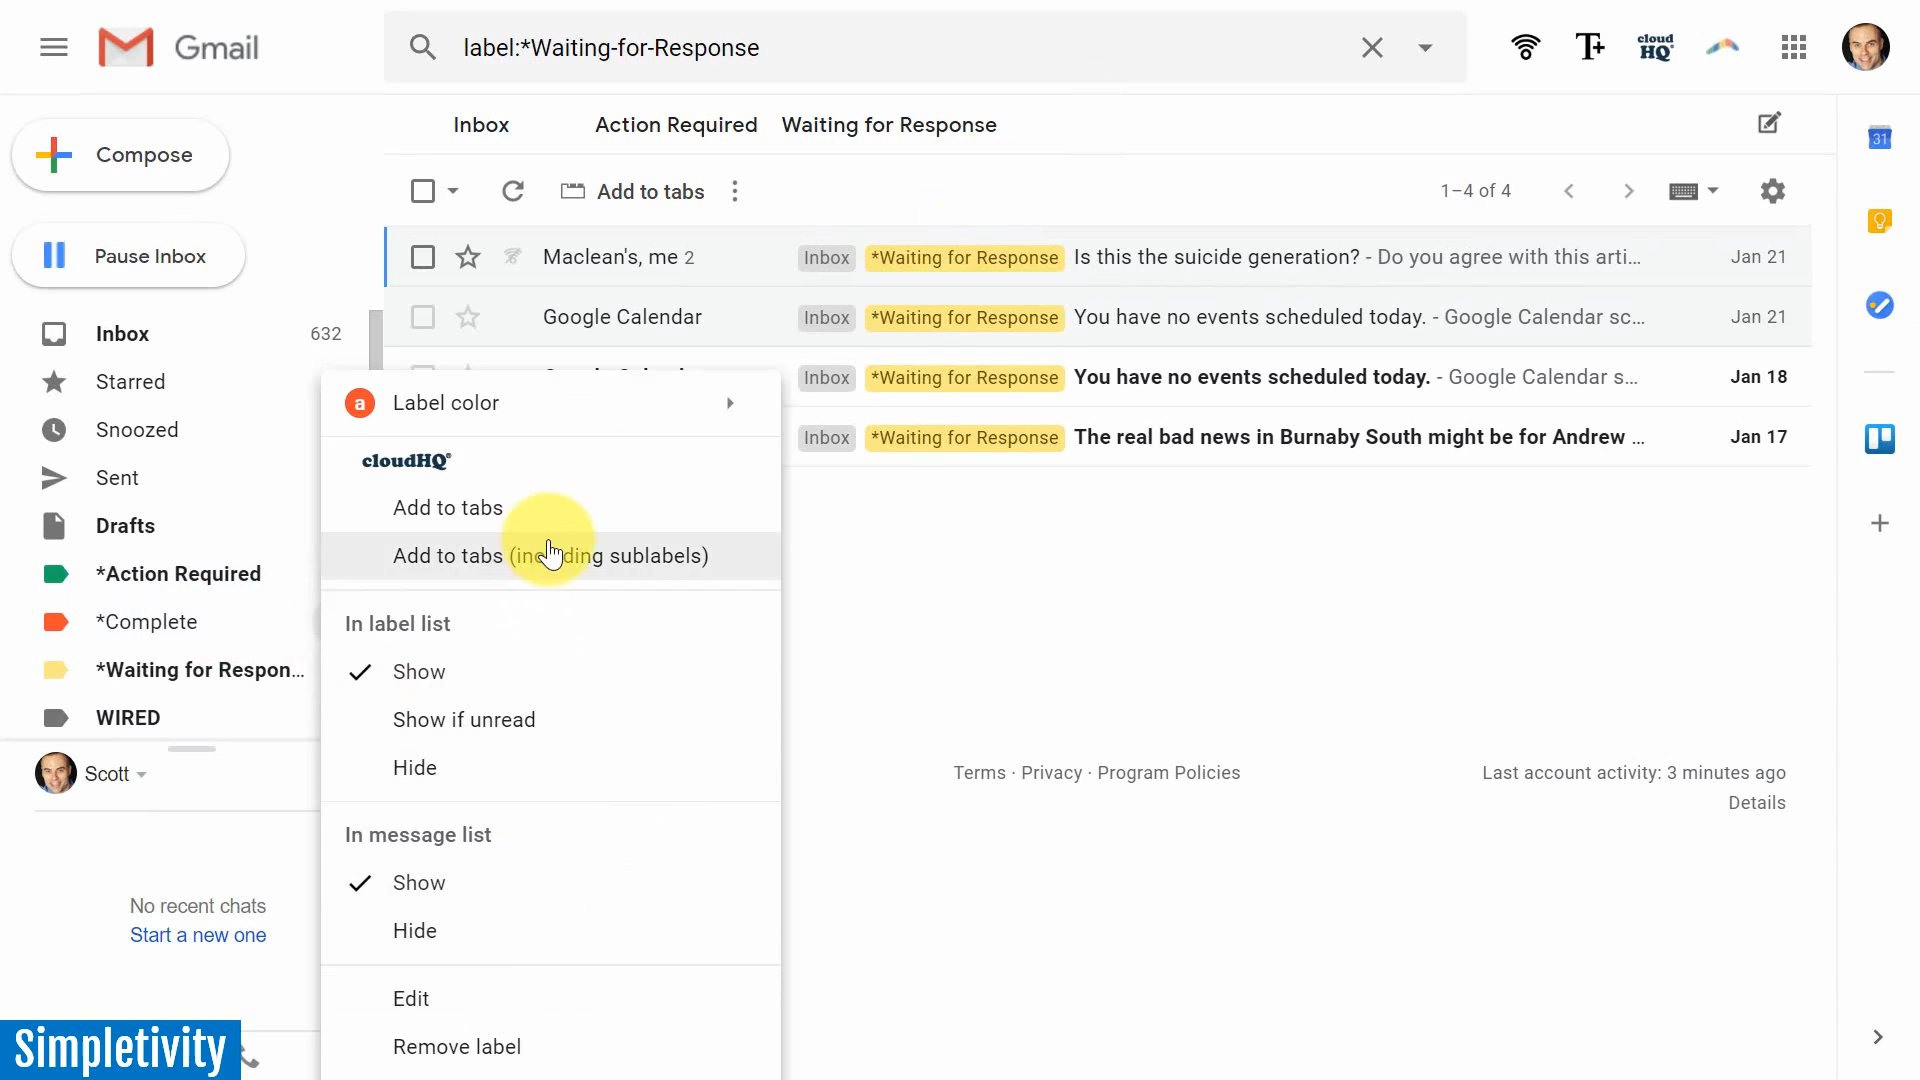 Gmail
label:*Waiting-for-Response
cloud
HQ
Compose
Pause Inbox
Inbox 632
Starred
Snoozed
Sent
Drafts
*Action Required
*Complete
*Waiting for Respon...
WIRED
Scott
No recent chats
Start a new one
Simpletivity
Inbox Action Required Waiting for Response
Add to tabs
1–4 of 4
Maclean's, me 2 Inbox *Waiting for Response Is this the suicide generation? - Do you agree with this arti... Jan 21
Google Calendar Inbox *Waiting for Response You have no events scheduled today. - Google Calendar sc... Jan 21
Inbox *Waiting for Response You have no events scheduled today. - Google Calendar s... Jan 18
Inbox *Waiting for Response The real bad news in Burnaby South might be for Andrew ... Jan 17
a Label color
cloudHQ
Add to tabs
Add to tabs (including sublabels)
In label list
Show
Show if unread
Hide
In message list
Show
Hide
Edit
Remove label
Terms · Privacy · Program Policies
Last account activity: 3 minutes ago
Details
31